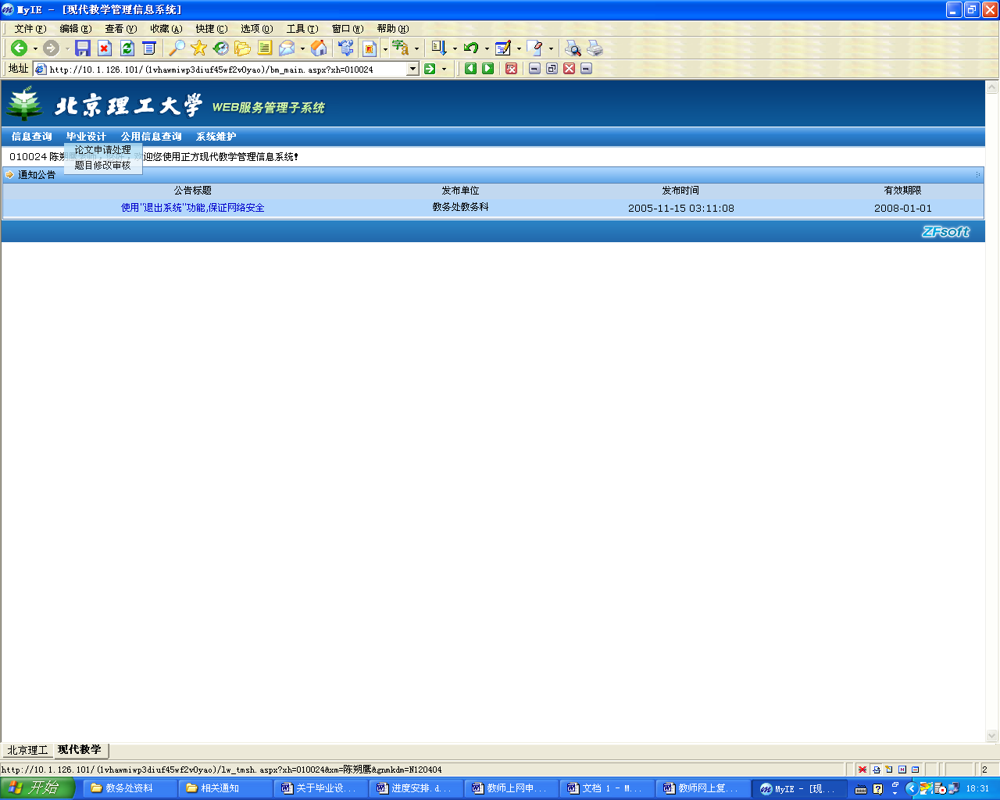 MyIE - [现代教学管理信息系统]
文件(F) 编辑(E) 查看(V) 收藏(A) 快捷(C) 选项(O) 工具(T) 窗口(W) 帮助(H)
地址 http://10.1.126.101/(1vhawmiwp3diuf45wf2v0yao)/bm_main.aspx?xh=010024
北京理工大学 WEB服务管理子系统
信息查询 毕业设计 公用信息查询 系统维护
论文申请处理
题目修改审核
010024 陈朔鹰 迎您使用正方现代教学管理信息系统!
通知公告
公告标题 发布单位 发布时间 有效期限
使用"退出系统"功能,保证网络安全 教务处教务科 2005-11-15 03:11:08 2008-01-01
ZFsoft
北京理工 现代教学
http://10.1.126.101/(1vhawmiwp3diuf45wf2v0yao)/lw_tmsh.aspx?xh=010024&xm=陈朔鹰&gnmkdm=N120404 2
开始 教务处资料 相关通知 关于毕业设... 进度安排.d... 教师上网申... 文档 1 - M... 教师网上复... MyIE - [现... 18:31